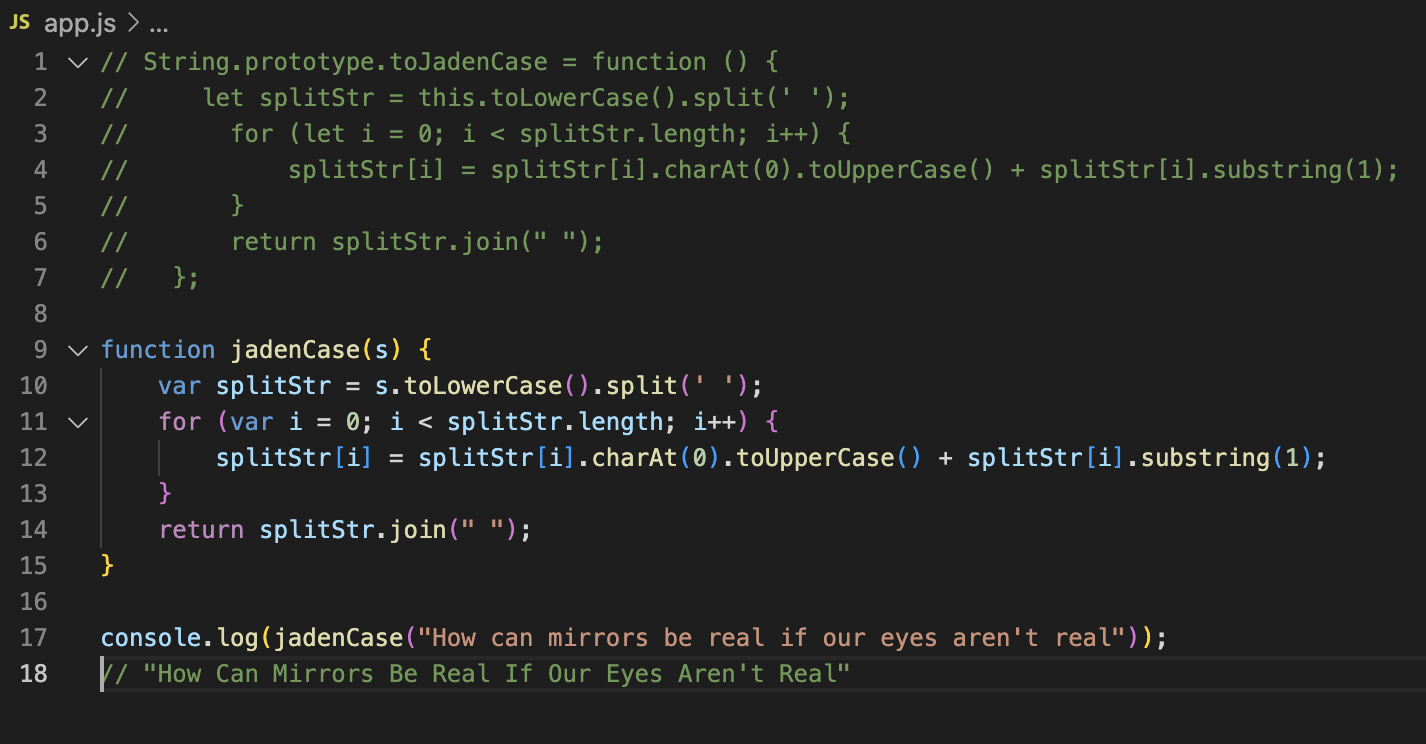 JS app.js > ...
1 // String.prototype.toJadenCase = function () {
2 //     let splitStr = this.toLowerCase().split(' ');
3 //       for (let i = 0; i < splitStr.length; i++) {
4 //           splitStr[i] = splitStr[i].charAt(0).toUpperCase() + splitStr[i].substring(1);
5 //       }
6 //       return splitStr.join(" ");
7 //   };
8
9 function jadenCase(s) {
10     var splitStr = s.toLowerCase().split(' ');
11     for (var i = 0; i < splitStr.length; i++) {
12         splitStr[i] = splitStr[i].charAt(0).toUpperCase() + splitStr[i].substring(1);
13     }
14     return splitStr.join(" ");
15 }
16
17 console.log(jadenCase("How can mirrors be real if our eyes aren't real"));
18 // "How Can Mirrors Be Real If Our Eyes Aren't Real"